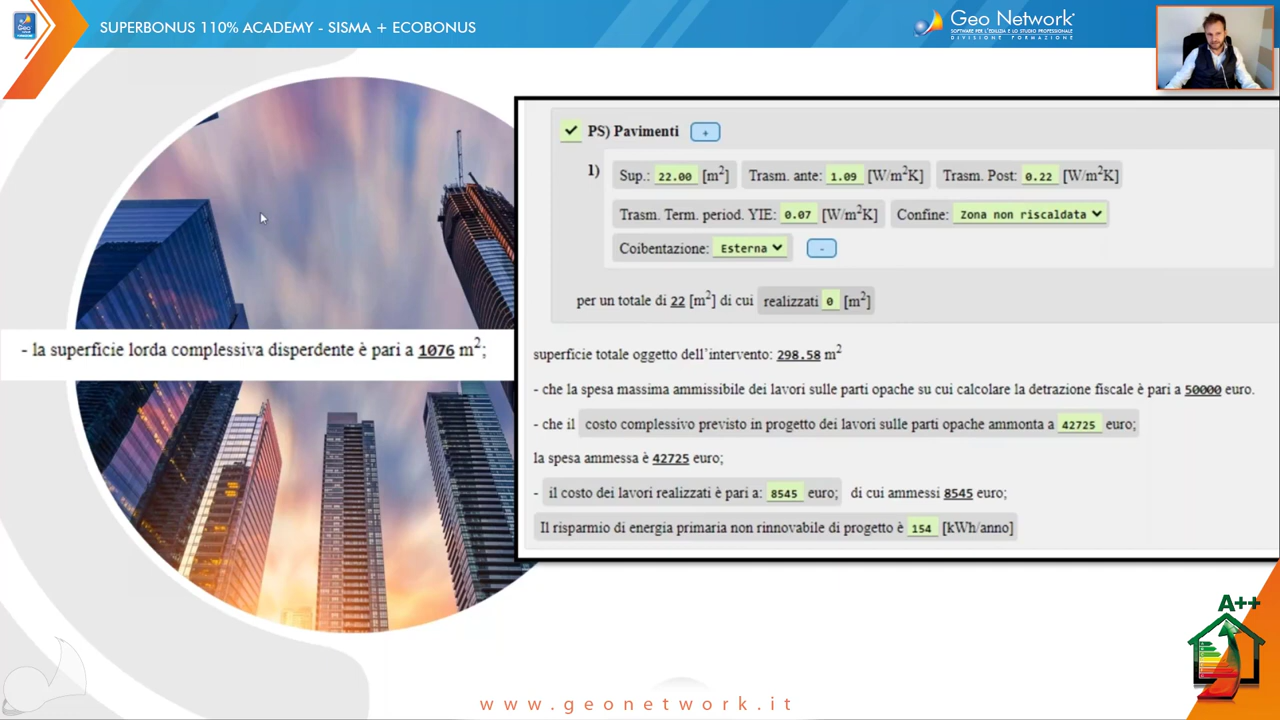 SUPERBONUS 110% ACADEMY - SISMA + ECOBONUS
Geo Network
SOFTWARE PER L'EDILIZIA E LO STUDIO PROFESSIONALE
DIVISIONE FORMAZIONE
PS) Pavimenti +
1) Sup.: 22.00 [m²] Trasm. ante: 1.09 [W/m²K] Trasm. Post: 0.22 [W/m²K]
Trasm. Term. period. YIE: 0.07 [W/m²K] Confine: Zona non riscaldata
Coibentazione: Esterna -
per un totale di 22 [m²] di cui realizzati 0 [m²]
- la superficie lorda complessiva disperdente è pari a 1076 m²;
superficie totale oggetto dell'intervento: 298.58 m²
- che la spesa massima ammissibile dei lavori sulle parti opache su cui calcolare la detrazione fiscale è pari a 50000 euro.
- che il costo complessivo previsto in progetto dei lavori sulle parti opache ammonta a 42725 euro;
la spesa ammessa è 42725 euro;
- il costo dei lavori realizzati è pari a: 8545 euro; di cui ammessi 8545 euro;
Il risparmio di energia primaria non rinnovabile di progetto è 154 [kWh/anno]
A++
www.geonetwork.it